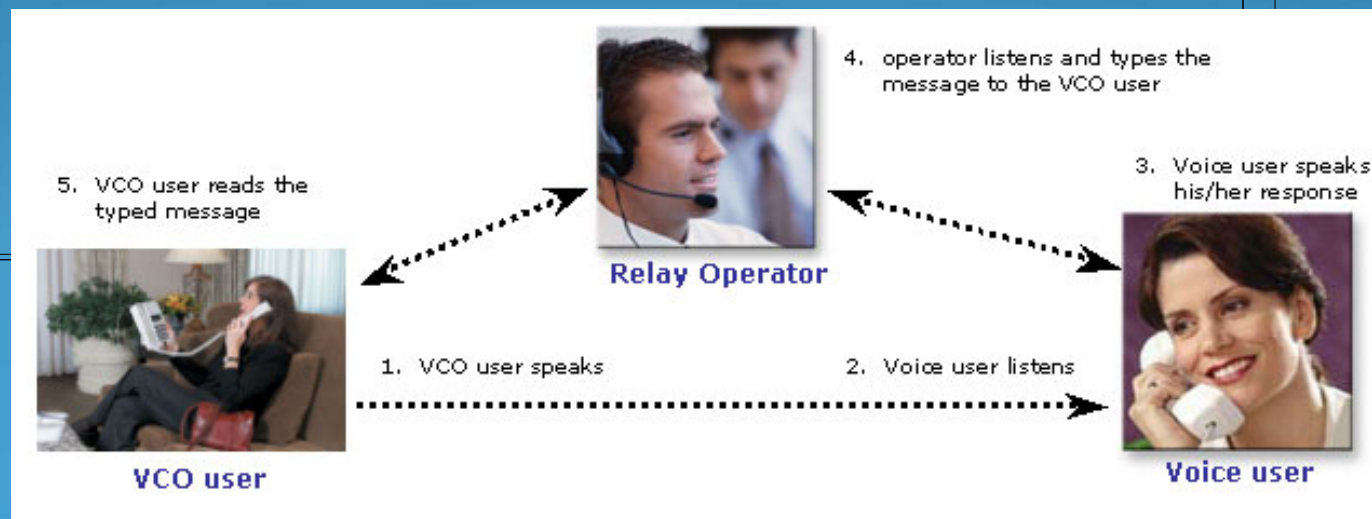 4. operator listens and types the
message to the VCO user
3. Voice user speaks
his/her response
5. VCO user reads the
typed message
Relay Operator
1. VCO user speaks
2. Voice user listens
VCO user
Voice user